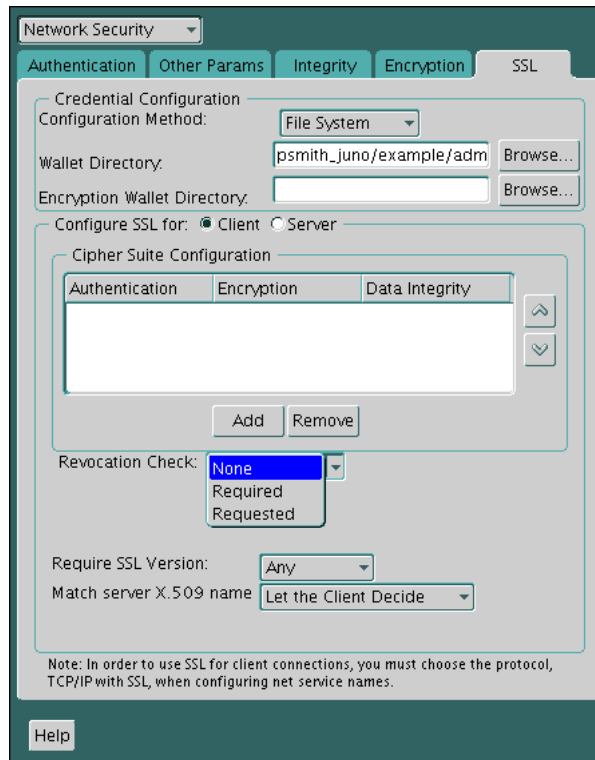 Network Security
Authentication Other Params Integrity Encryption SSL
Credential Configuration
Configuration Method: File System
Wallet Directory: psmith_juno/example/adm Browse...
Encryption Wallet Directory: Browse...
Configure SSL for: Client Server
Cipher Suite Configuration
Authentication Encryption Data Integrity
Add Remove
Revocation Check: None
Required
Requested
Require SSL Version: Any
Match server X.509 name Let the Client Decide
Note: In order to use SSL for client connections, you must choose the protocol,
TCP/IP with SSL, when configuring net service names.
Help